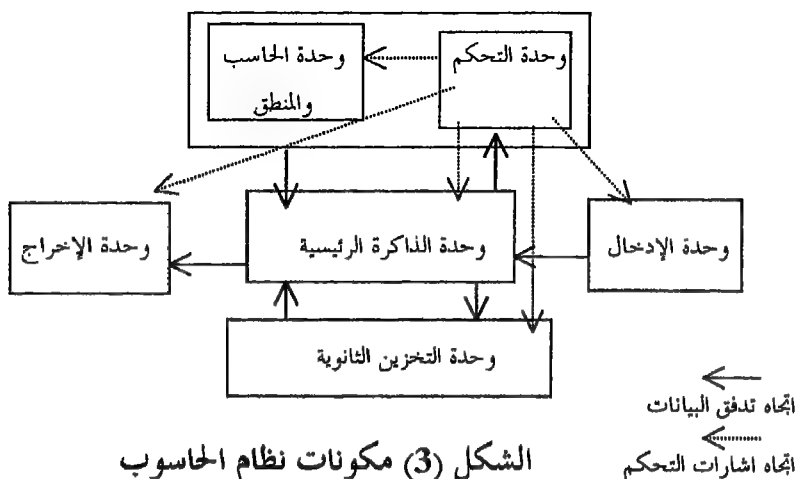 وحدة التحكم
وحدة الحاسب
والمنطق
وحدة الإدخال
وحدة الذاكرة الرئيسية
وحدة الإخراج
وحدة التخزين الثانوية
اتجاه تدفق البيانات
اتجاه اشارات التحكم
الشكل (3) مكونات نظام الحاسوب